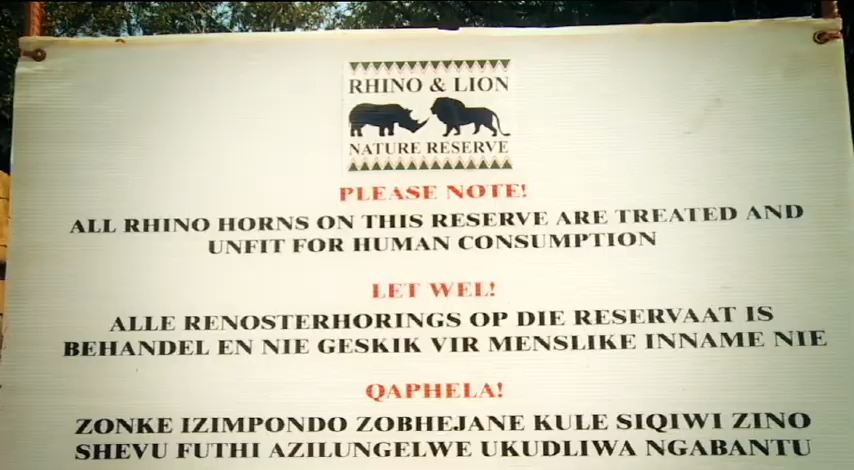 RHINO & LION
NATURE RESERVE
PLEASE NOTE!
ALL RHINO HORNS ON THIS RESERVE ARE TREATED AND
UNFIT FOR HUMAN CONSUMPTION
LET WEL!
ALLE RENOSTERHORINGS OP DIE RESERVAAT IS
BEHANDEL EN NIE GESKIK VIR MENSLIKE INNAME NIE
QAPHELA!
ZONKE IZIMPONDO ZOBHEJANE KULE SIQIWI ZINO
SHEVU FUTHI AZILUNGELWE UKUDLIWA NGABANTU